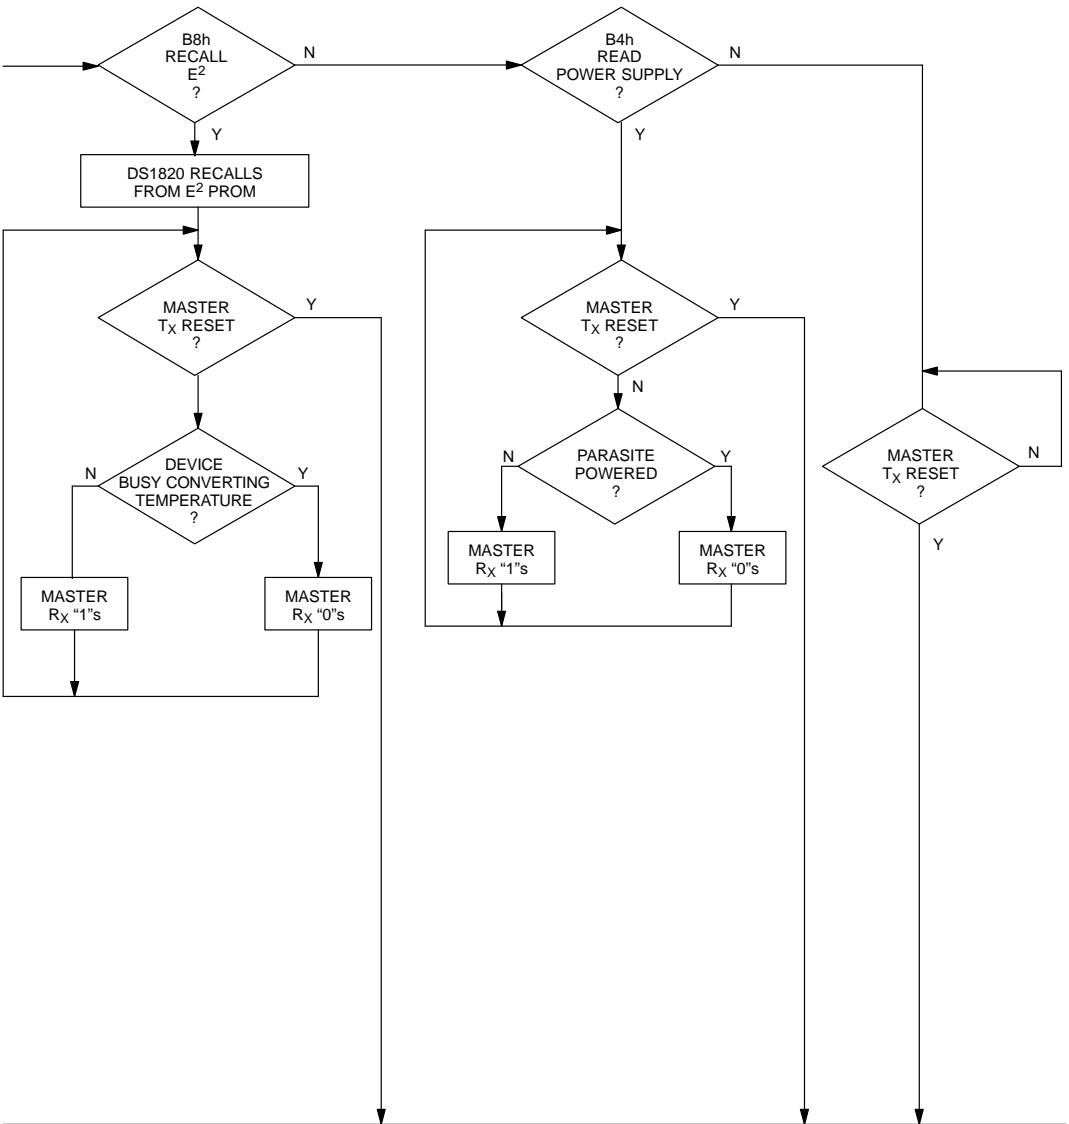 B8h
RECALL
E2
?
N
Y
DS1820 RECALLS
FROM E2 PROM
MASTER
TX RESET
?
Y
DEVICE
BUSY CONVERTING
TEMPERATURE
?
N
Y
MASTER
RX “1”s
MASTER
RX “0”s
B4h
READ
POWER SUPPLY
?
N
Y
MASTER
TX RESET
?
Y
N
PARASITE
POWERED
?
N
Y
MASTER
RX “1”s
MASTER
RX “0”s
MASTER
TX RESET
?
N
Y